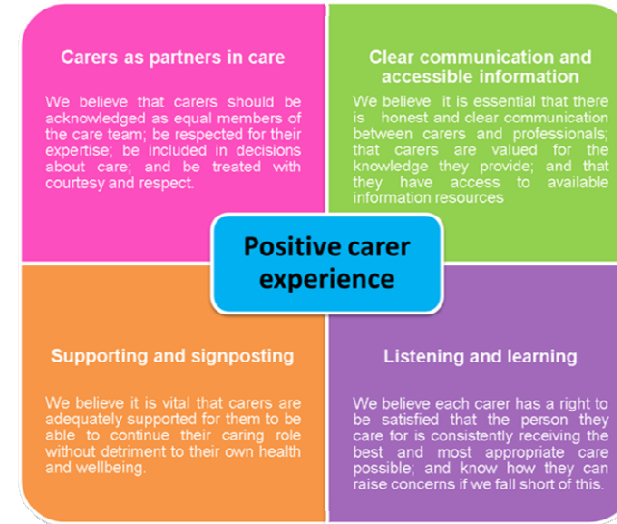 Carers as partners in care
We believe that carers should be
acknowledged as equal members of
the care team; be respected for their
expertise; be included in decisions
about care; and be treated with
courtesy and respect.
Clear communication and
accessible information
We believe it is essential that there
is honest and clear communication
between carers and professionals;
that carers are valued for the
knowledge they provide; and that
they have access to available
information resources
Positive carer
experience
Supporting and signposting
We believe it is vital that carers are
adequately supported for them to be
able to continue their caring role
without detriment to their own health
and wellbeing.
Listening and learning
We believe each carer has a right to
be satisfied that the person they
care for is consistently receiving the
best and most appropriate care
possible; and know how they can
raise concerns if we fall short of this.